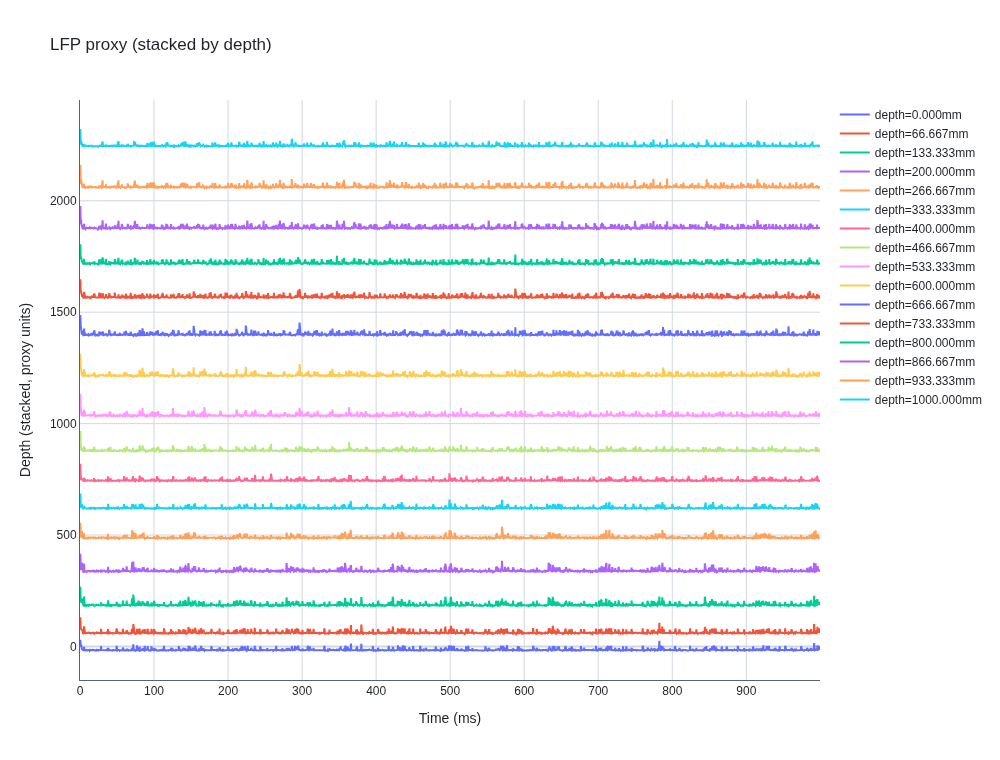 LFP proxy (stacked by depth)
depth=0.000mm
depth=66.667mm
depth=133.333mm
depth=200.000mm
depth=266.667mm
depth=333.333mm
depth=400.000mm
depth=466.667mm
depth=533.333mm
depth=600.000mm
depth=666.667mm
depth=733.333mm
depth=800.000mm
depth=866.667mm
depth=933.333mm
depth=1000.000mm
2000
1500
1000
500
0
Depth (stacked, proxy units)
0 100 200 300 400 500 600 700 800 900
Time (ms)